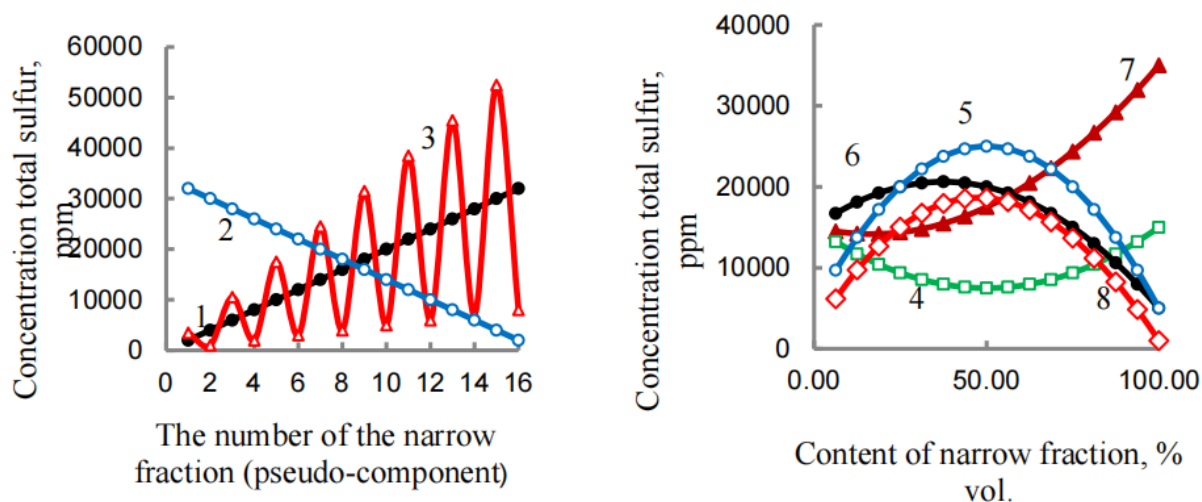 Concentration total sulfur,
ppm
60000
50000
40000
30000
20000
10000
0
1
2
3
0 2 4 6 8 10 12 14 16
The number of the narrow
fraction (pseudo-component)
Concentration total sulfur,
ppm
40000
30000
20000
10000
0
6
5
7
4
8
0.00 50.00 100.00
Content of narrow fraction, %
vol.